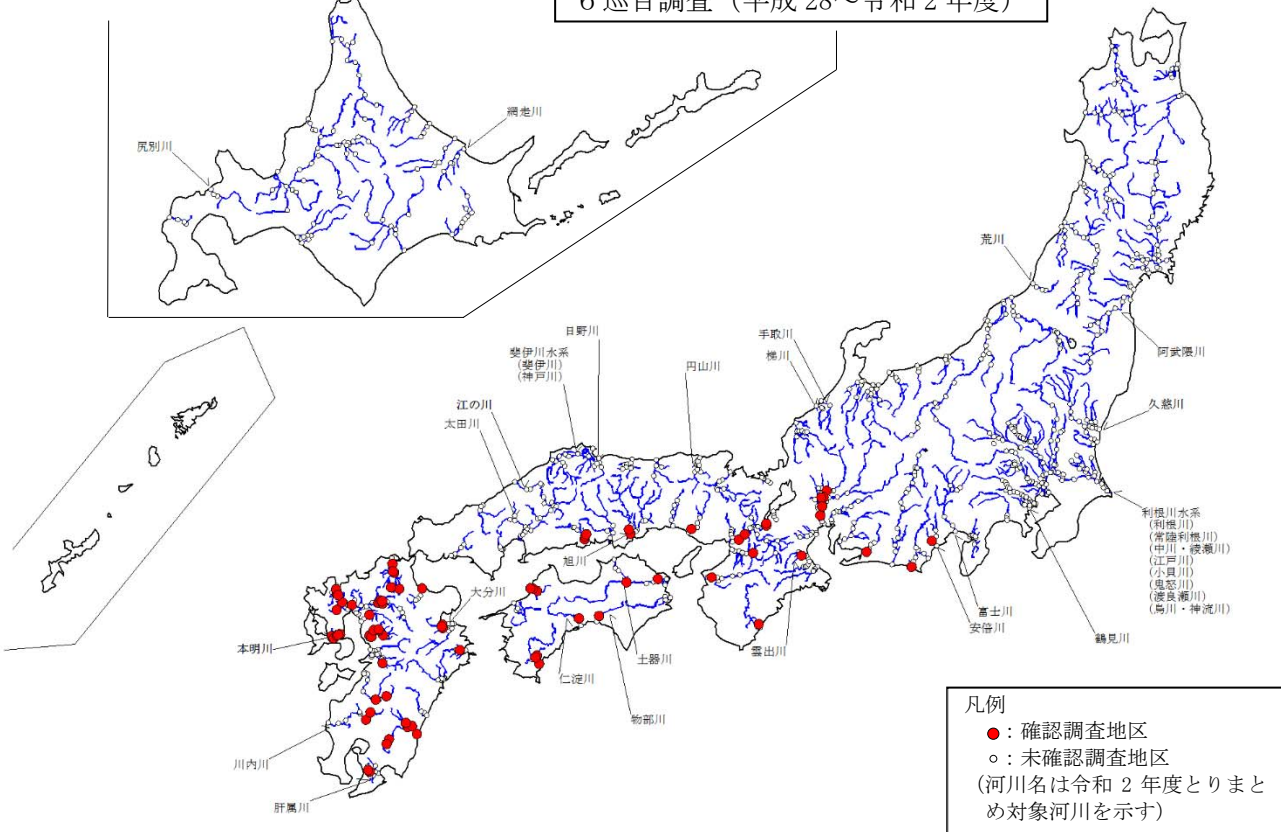 6 巡目調査（平成 28～令和 2 年度）
網走川
尻別川
荒川
日野川
斐伊川水系
(斐伊川)
(神戸川)
手取川
梯川
円山川
阿武隈川
江の川
太田川
久慈川
利根川水系
(利根川)
(常陸利根川)
(中川・綾瀬川)
(江戸川)
(小貝川)
(鬼怒川)
(渡良瀬川)
(烏川・神流川)
旭川
大分川
富士川
安倍川
鶴見川
本明川
雲出川
土器川
仁淀川
物部川
川内川
肝属川
凡例
●：確認調査地区
○：未確認調査地区
(河川名は令和 2 年度とりまと
め対象河川を示す)